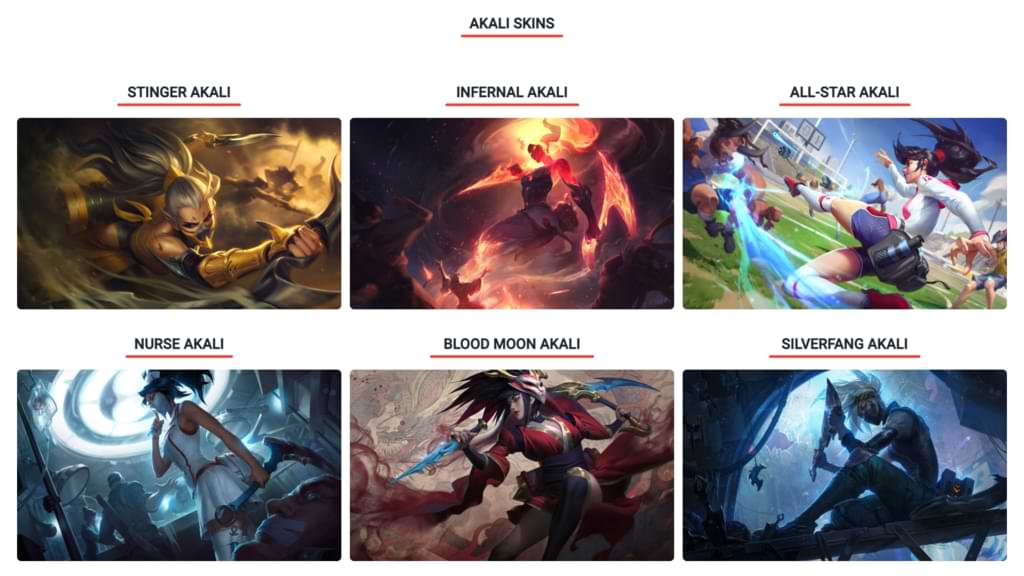 AKALI SKINS
STINGER AKALI
INFERNAL AKALI
ALL-STAR AKALI
NURSE AKALI
BLOOD MOON AKALI
SILVERFANG AKALI